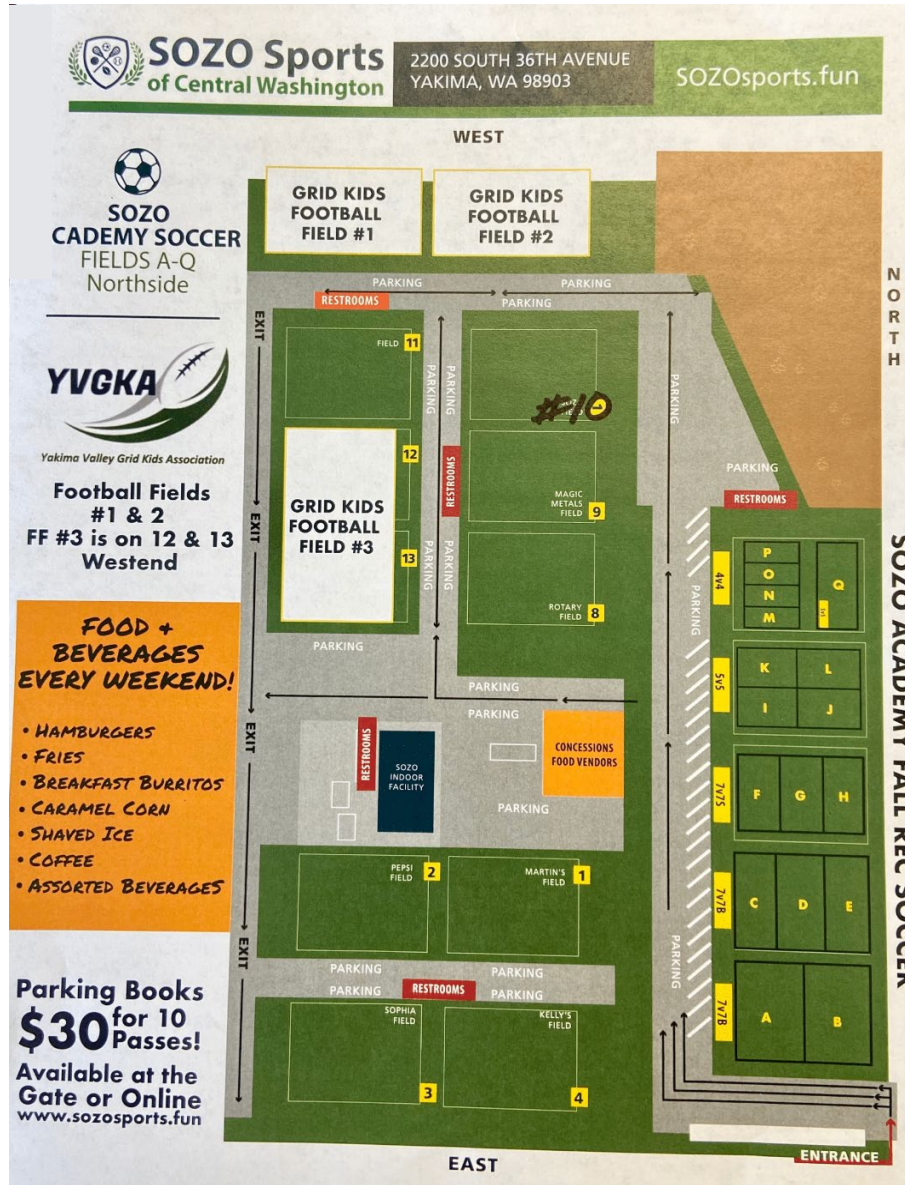 SOZO Sports
of Central Washington
2200 SOUTH 36TH AVENUE
YAKIMA, WA 98903
SOZOsports.fun
WEST
SOZO
CADEMY SOCCER
FIELDS A-Q
Northside
YVGKA
Yakima Valley Grid Kids Association
Football Fields
#1 & 2
FF #3 is on 12 & 13
Westend
FOOD +
BEVERAGES
EVERY WEEKEND!
• HAMBURGERS
• FRIES
• BREAKFAST BURRITOS
• CARAMEL CORN
• SHAVED ICE
• COFFEE
• ASSORTED BEVERAGES
Parking Books
$30 for 10
Passes!
Available at the
Gate or Online
www.sozosports.fun
GRID KIDS
FOOTBALL
FIELD #1
GRID KIDS
FOOTBALL
FIELD #2
PARKING
PARKING
RESTROOMS
PARKING
EXIT
FIELD 11
PARKING
PARKING
#10
FIELD
PARKING
12
GRID KIDS
FOOTBALL
FIELD #3
RESTROOMS
MAGIC
METALS
FIELD 9
PARKING
RESTROOMS
EXIT
13
PARKING
PARKING
ROTARY
FIELD 8
PARKING
PARKING
PARKING
PARKING
EXIT
RESTROOMS
SOZO
INDOOR
FACILITY
CONCESSIONS
FOOD VENDORS
PARKING
PEPSI
FIELD 2
MARTIN'S
FIELD 1
EXIT
PARKING
PARKING
PARKING
RESTROOMS
PARKING
SOPHIA
FIELD
3
KELLY'S
FIELD
4
PARKING
4v4
P
O
N
M
Q
5v5
K
L
I
J
7v7S
F
G
H
7v7B
C
D
E
7v7B
A
B
ENTRANCE
EAST
NORTH
SOZO ACADEMY FALL REC SOCCER